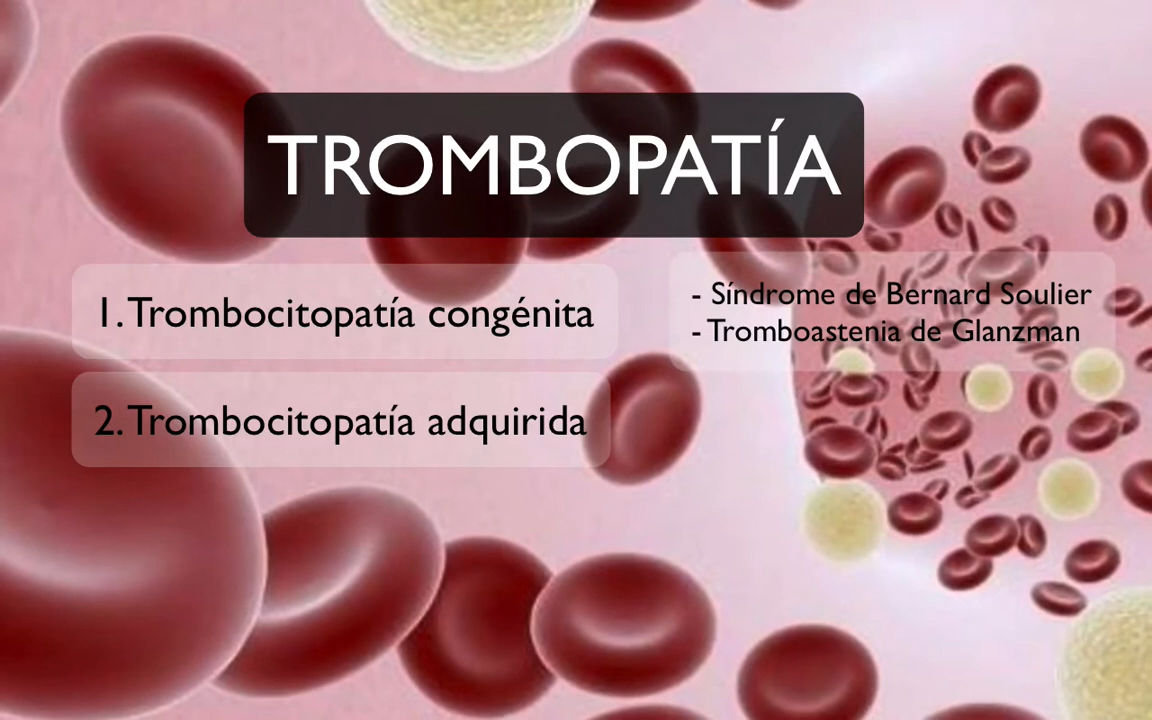 TROMBOPATÍA
1. Trombocitopatía congénita
- Síndrome de Bernard Soulier
- Tromboastenia de Glanzman
2. Trombocitopatía adquirida